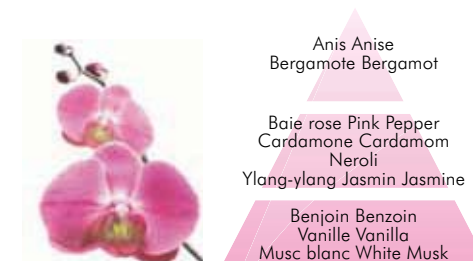 Anis Anise
Bergamote Bergamot
Baie rose Pink Pepper
Cardamone Cardamom
Neroli
Ylang-ylang Jasmin Jasmine
Benjoin Benzoin
Vanille Vanilla
Musc blanc White Musk